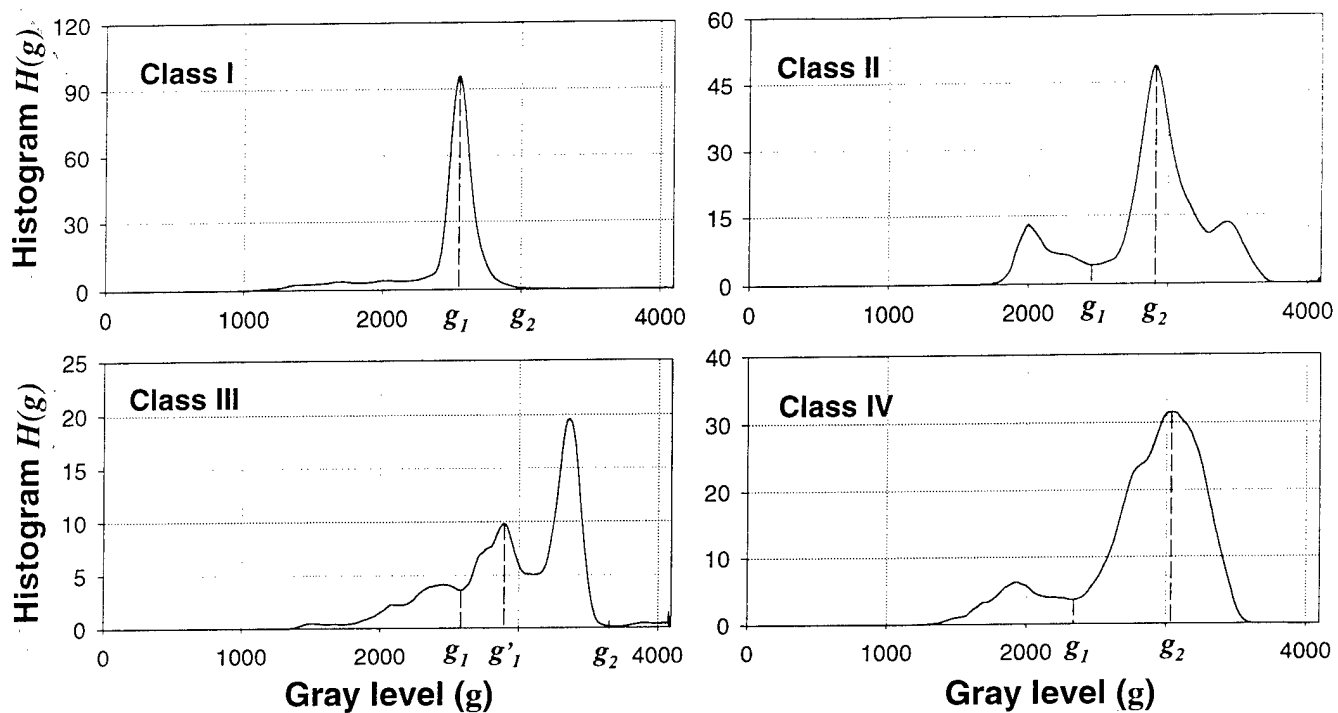 Histogram H(g)
120
90
60
30
0
Class I
0 1000 2000 g1 g2 4000
60
45
30
15
0
Class II
0 1000 2000 g1 g2 4000
Histogram H(g)
25
20
15
10
5
0
Class III
0 1000 2000 g1 g'1 g2 4000
Gray level (g)
40
30
20
10
0
Class IV
0 1000 2000 g1 g2 4000
Gray level (g)